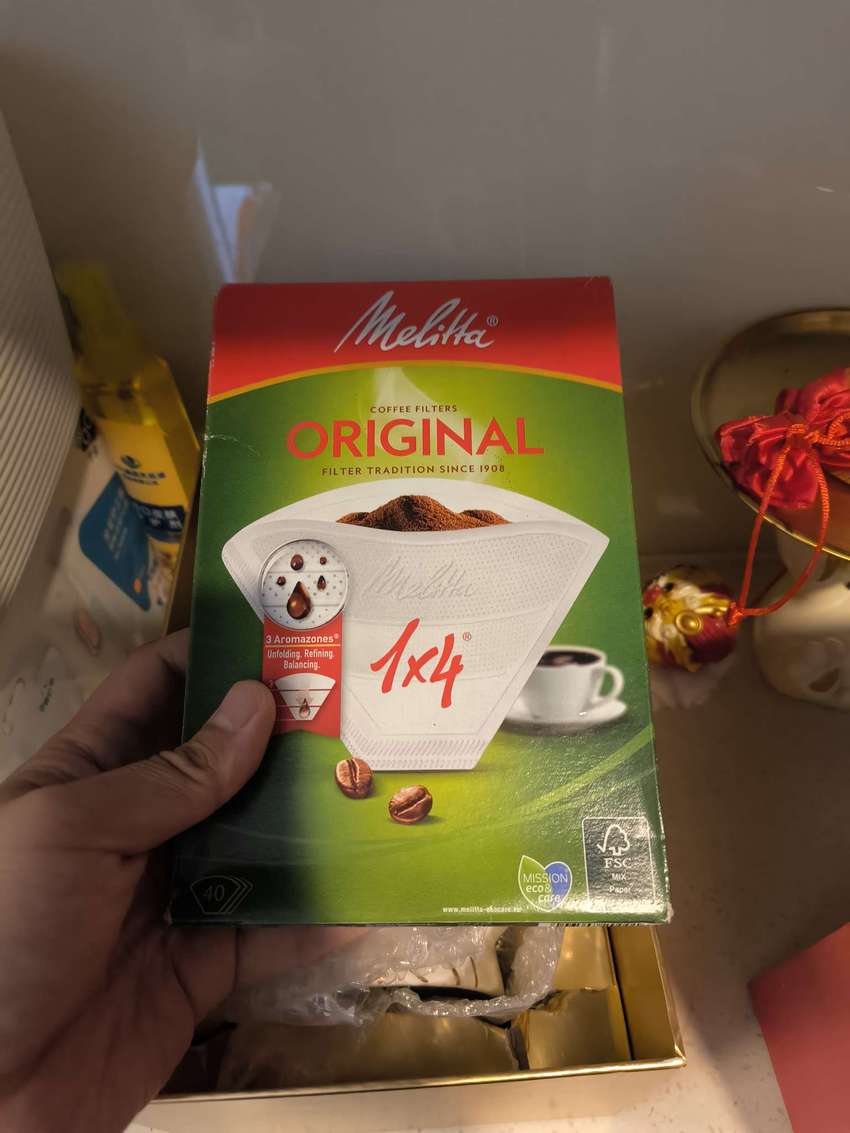 Melitta®
COFFEE FILTERS
ORIGINAL
FILTER TRADITION SINCE 1908
Melitta
1x4®
3 Aromazones®
Unfolding. Refining.
Balancing.
40
MISSION
eco&
care
www.melitta-ekocare.eu
FSC
MIX
Paper